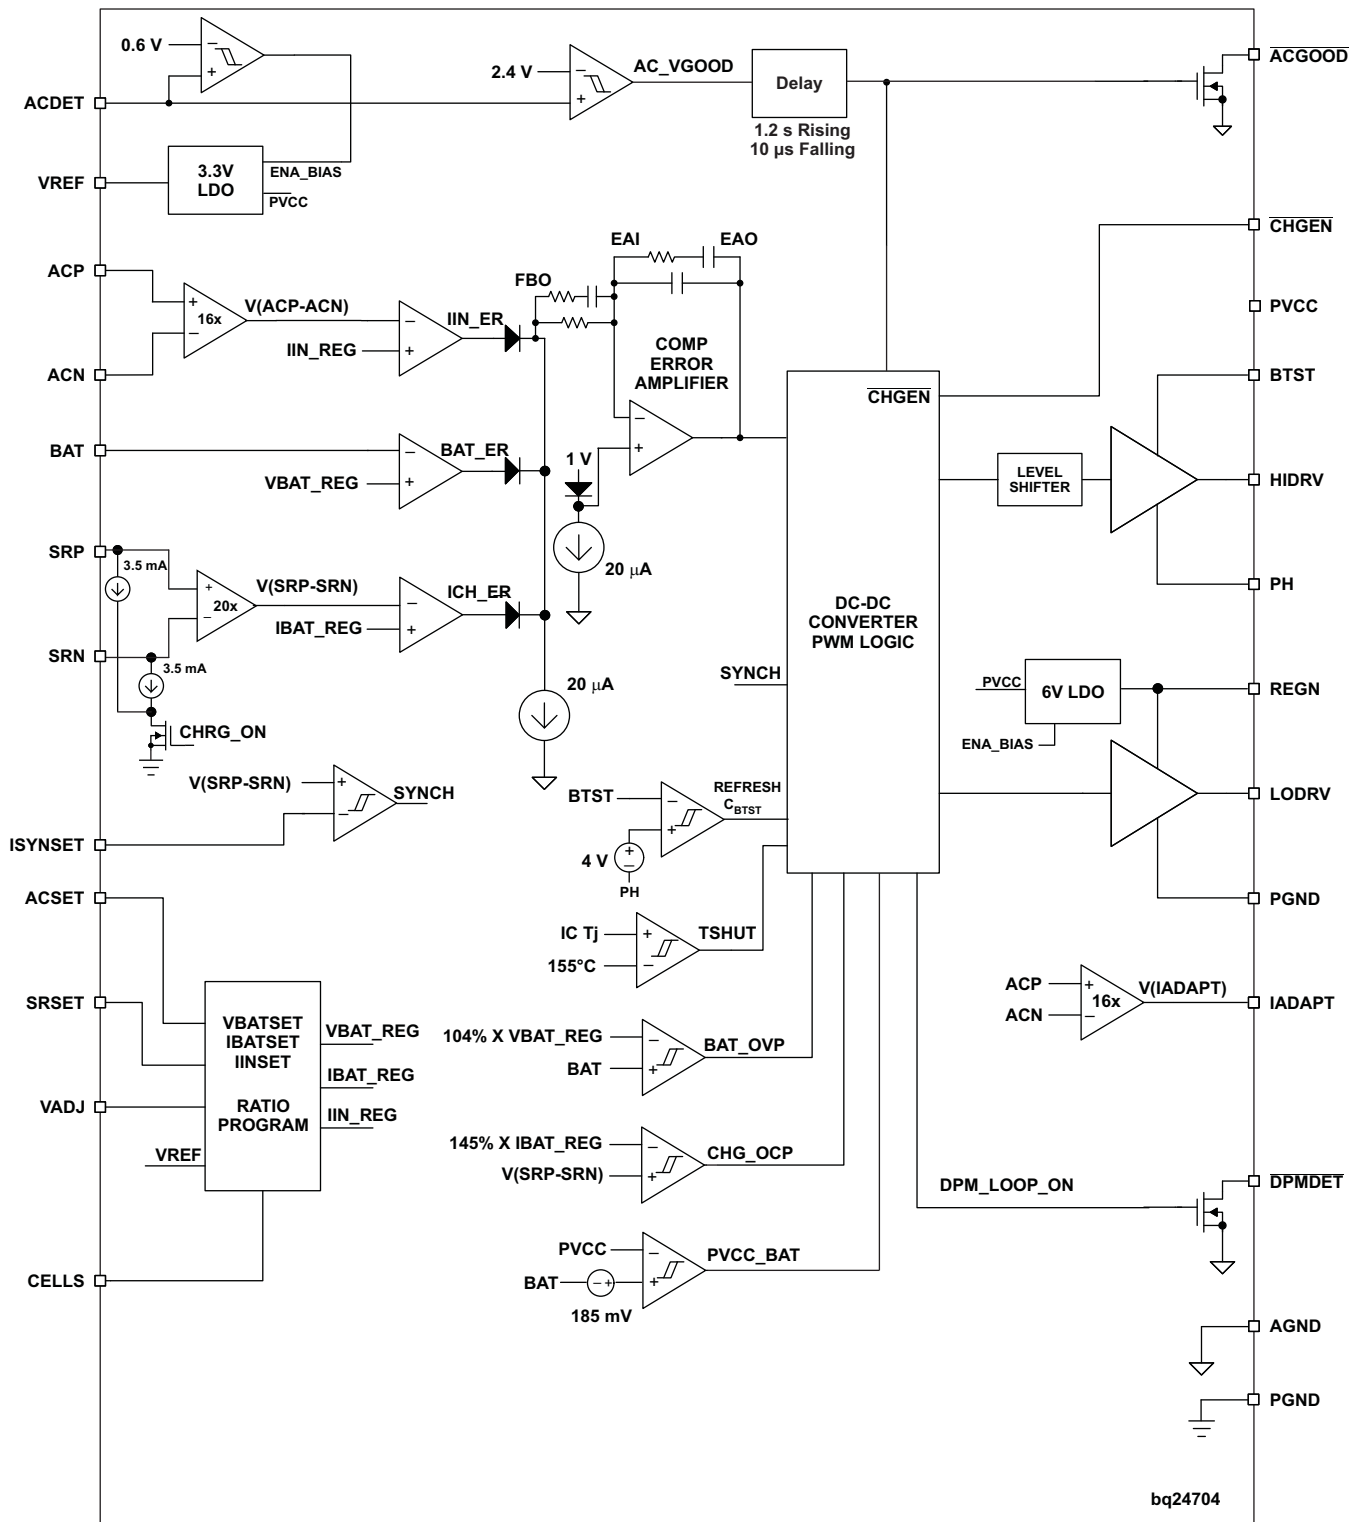 0.6 V
−
+
2.4 V
−
+
AC_VGOOD
Delay
1.2 s Rising
10 µs Falling
ACGOOD
ACDET
VREF
3.3V
LDO
ENA_BIAS
PVCC
CHGEN
ACP
+
−
16x
V(ACP-ACN)
IIN_REG
−
+
IIN_ER
FBO
EAI
EAO
ACN
COMP
ERROR
AMPLIFIER
−
+
CHGEN
PVCC
BTST
BAT
VBAT_REG
−
+
BAT_ER
1 V
20 µA
LEVEL
SHIFTER
HIDRV
PH
SRP
3.5 mA
+
−
20x
V(SRP-SRN)
IBAT_REG
−
+
ICH_ER
SRN
3.5 mA
CHRG_ON
20 µA
DC-DC
CONVERTER
PWM LOGIC
SYNCH
PVCC
6V LDO
ENA_BIAS
REGN
V(SRP-SRN)
+
−
SYNCH
ISYNSET
BTST
−
+
REFRESH
CBTST
4 V
+
−
PH
LODRV
PGND
ACSET
SRSET
VADJ
VREF
VBATSET
IBATSET
IINSET
RATIO
PROGRAM
VBAT_REG
IBAT_REG
IIN_REG
CELLS
IC Tj
+
155°C
−
TSHUT
ACP
+
ACN
−
16x
V(IADAPT)
IADAPT
104% X VBAT_REG
−
BAT
+
BAT_OVP
145% X IBAT_REG
−
V(SRP-SRN)
+
CHG_OCP
DPM_LOOP_ON
DPMDET
PVCC
−
BAT
− +
+
185 mV
PVCC_BAT
AGND
PGND
bq24704